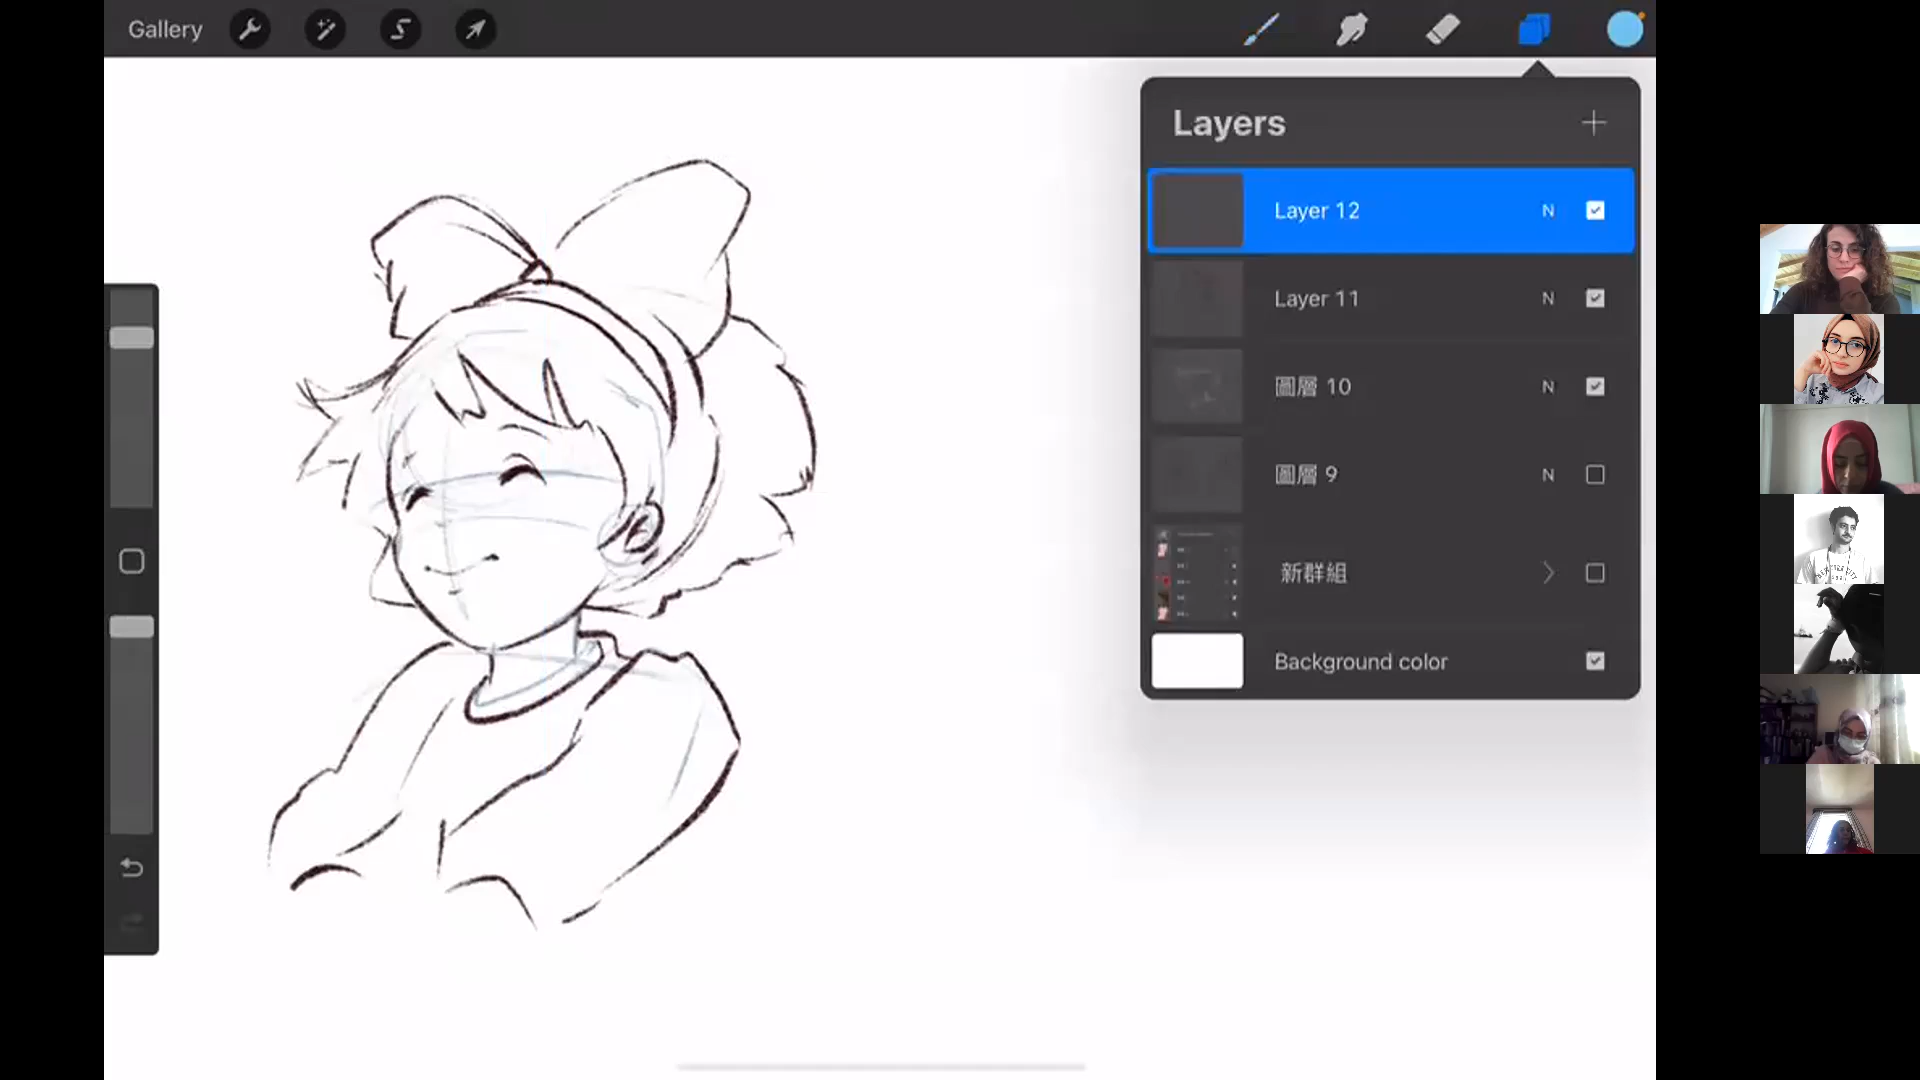 Gallery
Layers
Layer 12 N
Layer 11 N
圖層 10 N
圖層 9 N
新群組
Background color